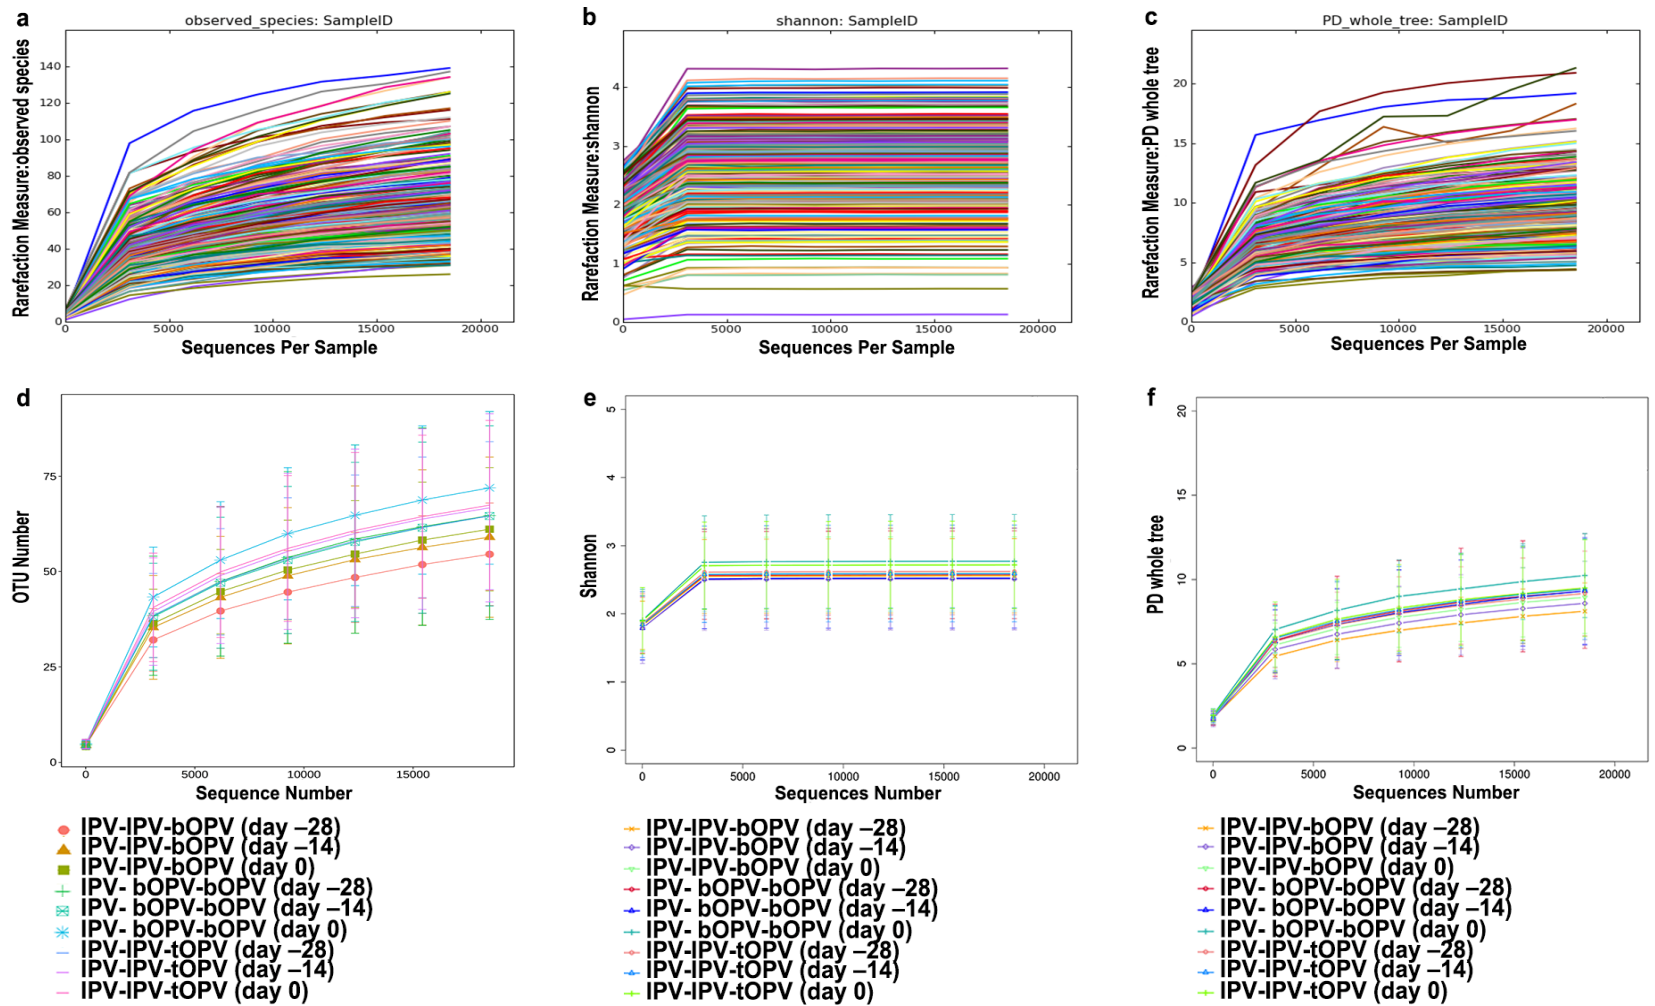 a
observed_species: SampleID
Rarefaction Measure:observed species
140
120
100
80
60
40
20
0
0 5000 10000 15000 20000
Sequences Per Sample
b
shannon: SampleID
Rarefaction Measure:shannon
4
3
2
1
0
0 5000 10000 15000 20000
Sequences Per Sample
c
PD_whole_tree: SampleID
Rarefaction Measure:PD whole tree
20
15
10
5
0
0 5000 10000 15000 20000
Sequences Per Sample
d
OTU Number
75
50
25
0
0 5000 10000 15000
Sequence Number
IPV-IPV-bOPV (day –28)
IPV-IPV-bOPV (day –14)
IPV-IPV-bOPV (day 0)
IPV- bOPV-bOPV (day –28)
IPV- bOPV-bOPV (day –14)
IPV- bOPV-bOPV (day 0)
IPV-IPV-tOPV (day –28)
IPV-IPV-tOPV (day –14)
IPV-IPV-tOPV (day 0)
e
Shannon
5
4
3
2
1
0
0 5000 10000 15000 20000
Sequences Number
IPV-IPV-bOPV (day –28)
IPV-IPV-bOPV (day –14)
IPV-IPV-bOPV (day 0)
IPV- bOPV-bOPV (day –28)
IPV- bOPV-bOPV (day –14)
IPV- bOPV-bOPV (day 0)
IPV-IPV-tOPV (day –28)
IPV-IPV-tOPV (day –14)
IPV-IPV-tOPV (day 0)
f
PD whole tree
20
15
10
5
0
0 5000 10000 15000 20000
Sequences Number
IPV-IPV-bOPV (day –28)
IPV-IPV-bOPV (day –14)
IPV-IPV-bOPV (day 0)
IPV- bOPV-bOPV (day –28)
IPV- bOPV-bOPV (day –14)
IPV- bOPV-bOPV (day 0)
IPV-IPV-tOPV (day –28)
IPV-IPV-tOPV (day –14)
IPV-IPV-tOPV (day 0)